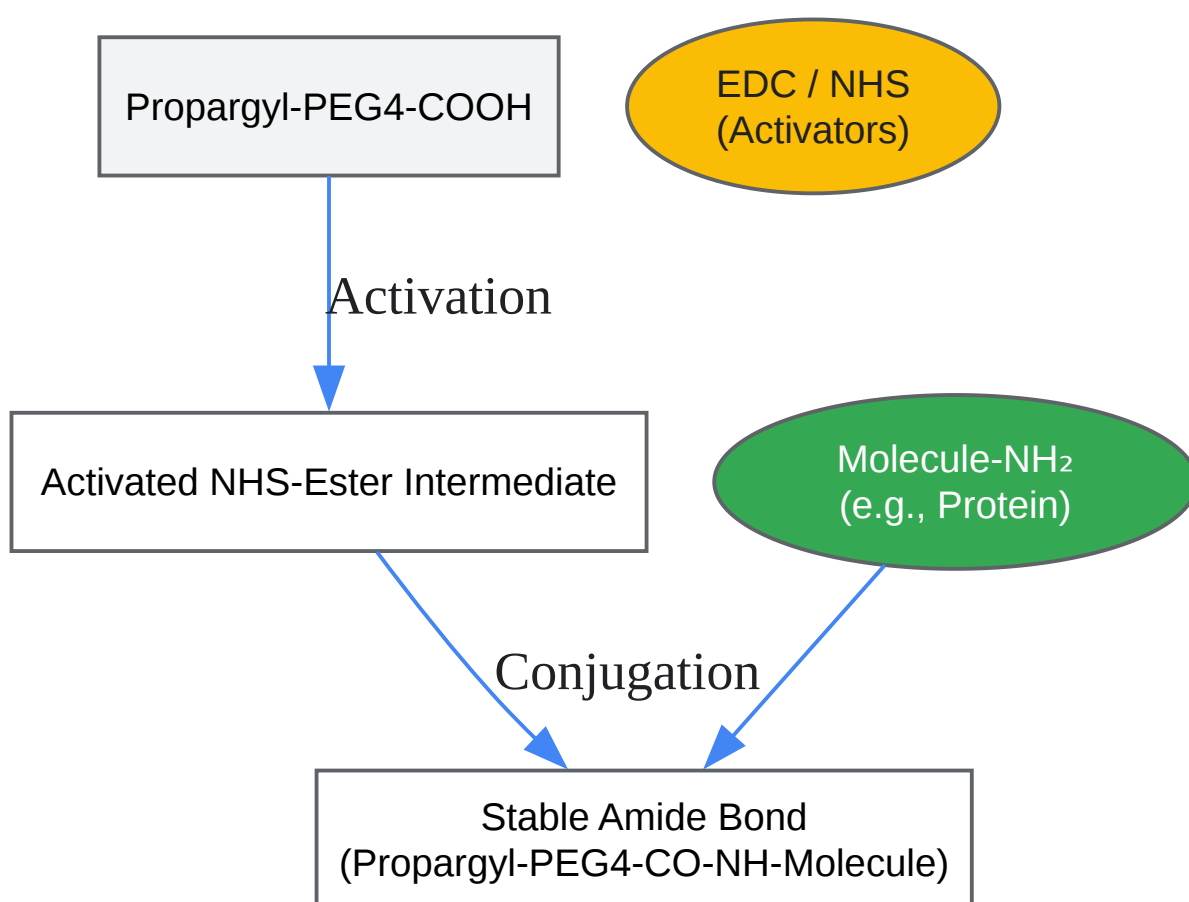 Propargyl-PEG4-COOH
EDC / NHS
(Activators)
Activation
Activated NHS-Ester Intermediate
Molecule-NH₂
(e.g., Protein)
Conjugation
Stable Amide Bond
(Propargyl-PEG4-CO-NH-Molecule)